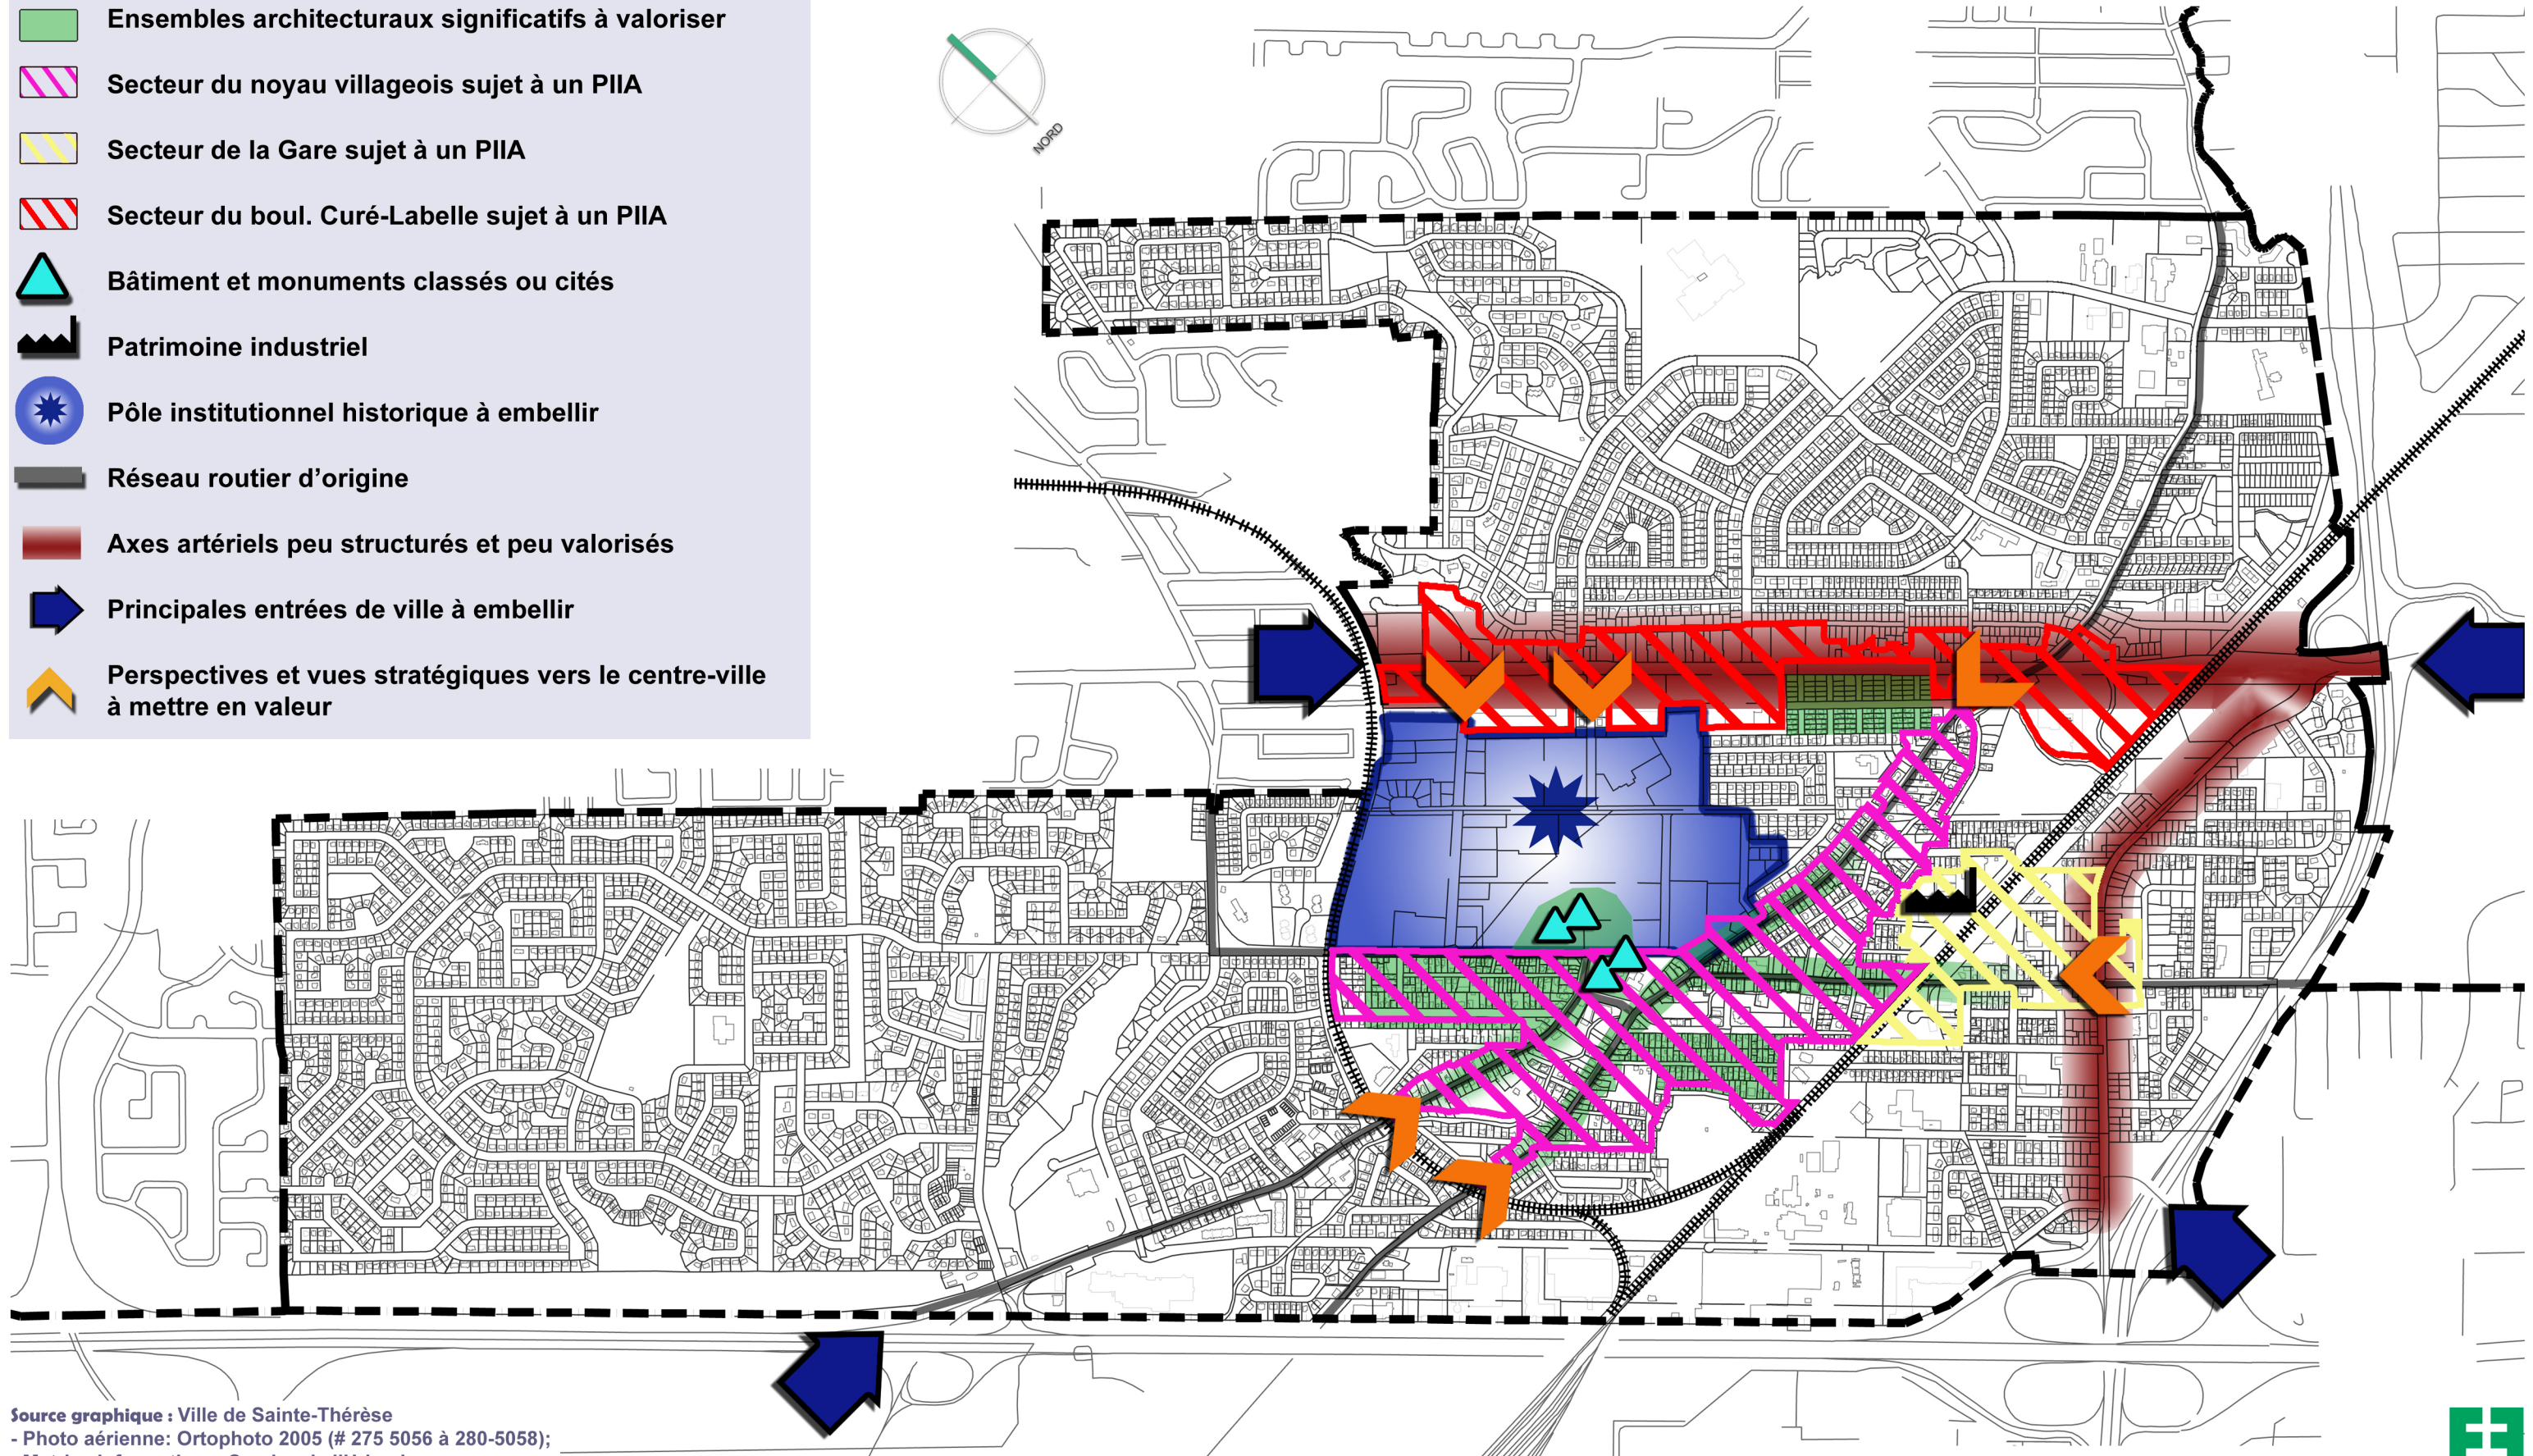 Ensembles architecturaux significatifs à valoriser
Secteur du noyau villageois sujet à un PIIA
Secteur de la Gare sujet à un PIIA
Secteur du boul. Curé-Labelle sujet à un PIIA
Bâtiment et monuments classés ou cités
Patrimoine industriel
Pôle institutionnel historique à embellir
Réseau routier d’origine
Axes artériels peu structurés et peu valorisés
Principales entrées de ville à embellir
Perspectives et vues stratégiques vers le centre-ville
à mettre en valeur
NORD
Source graphique : Ville de Sainte-Thérèse
- Photo aérienne: Ortophoto 2005 (# 275 5056 à 280-5058);